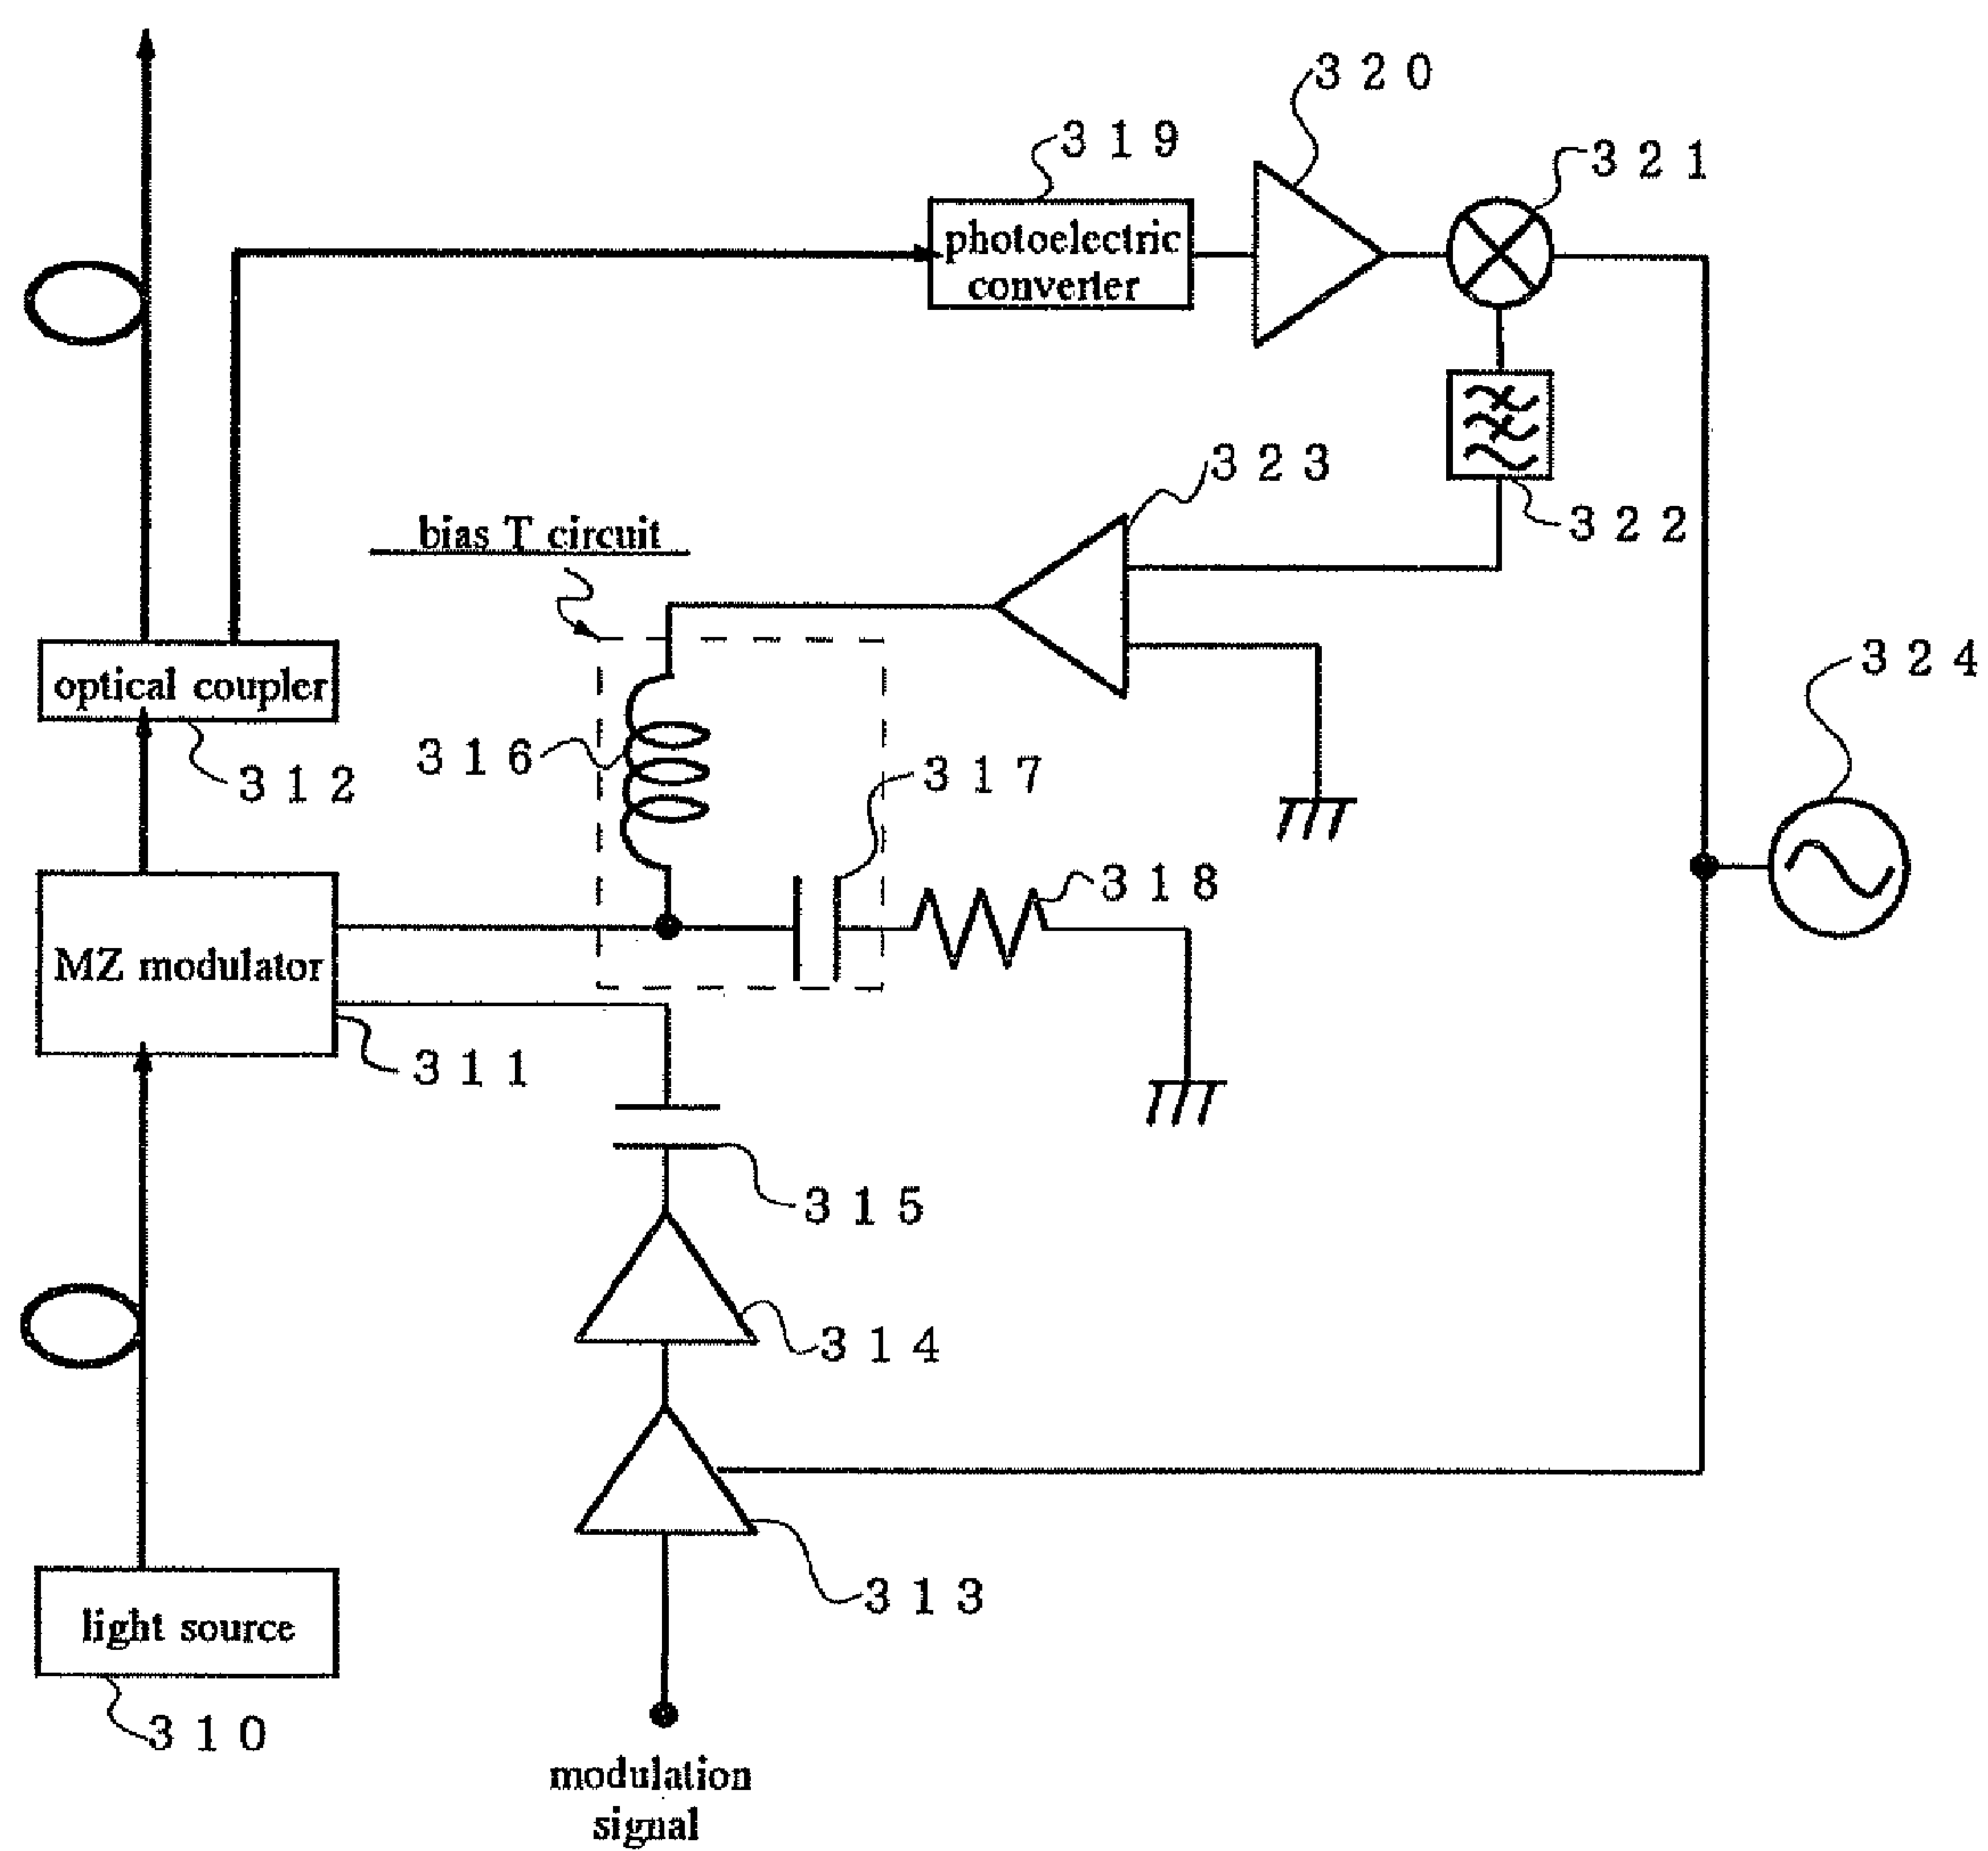 320
319
321
photoelectric
converter
323
322
bias T circuit
324
optical coupler
316
317
312
318
MZ modulator
311
315
314
313
light source
310
modulation
signal